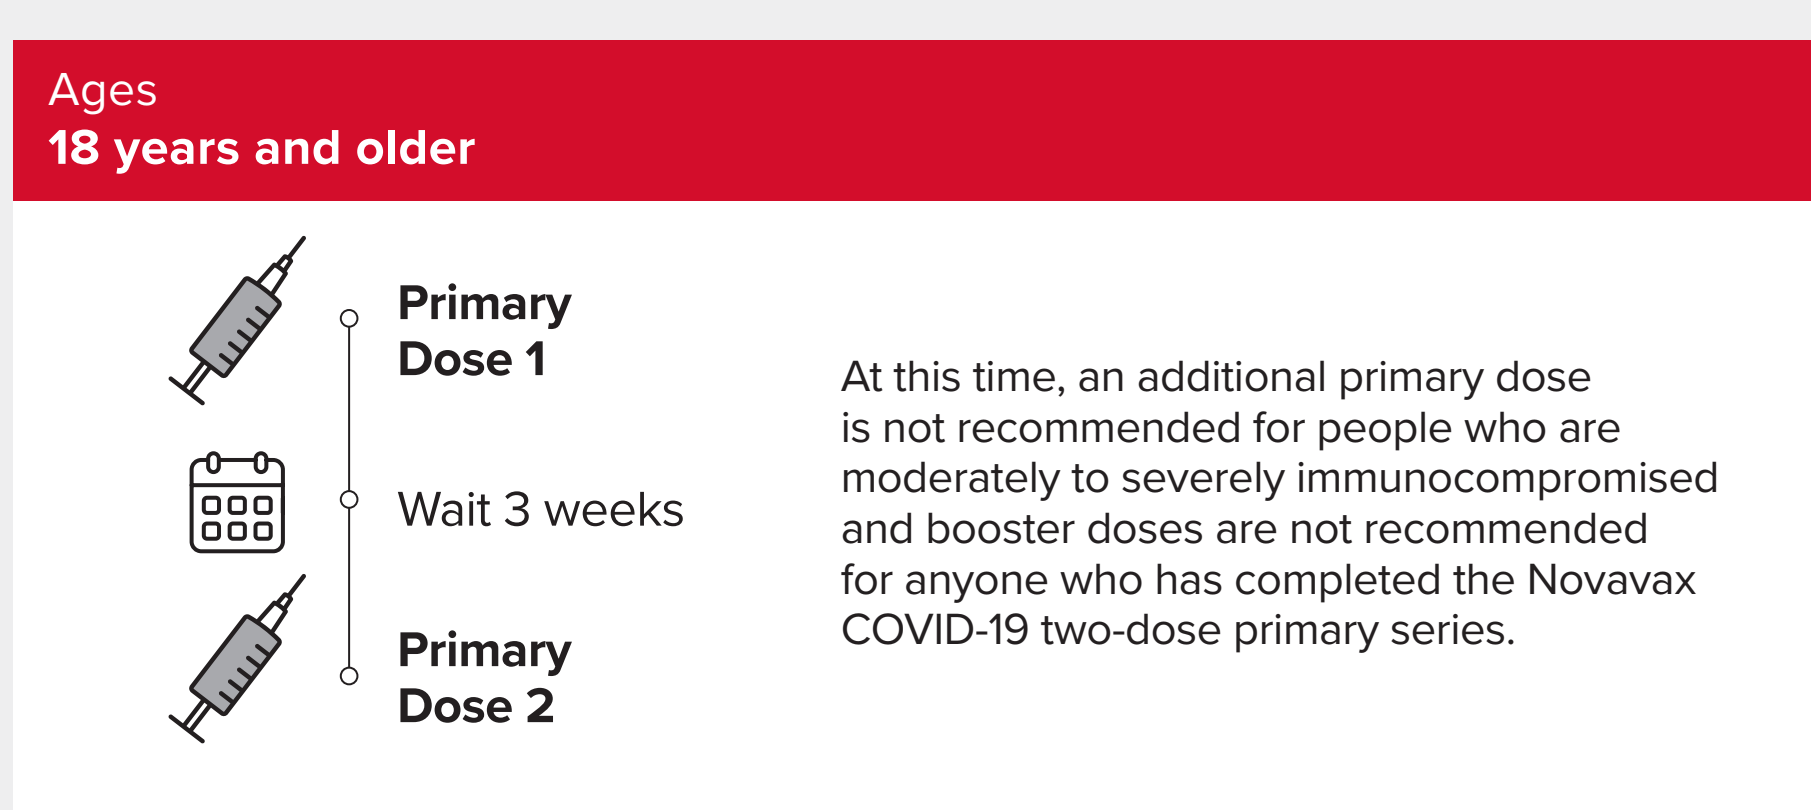 Ages
18 years and older
Primary
Dose 1
Wait 3 weeks
Primary
Dose 2
At this time, an additional primary dose
is not recommended for people who are
moderately to severely immunocompromised
and booster doses are not recommended
for anyone who has completed the Novavax
COVID-19 two-dose primary series.